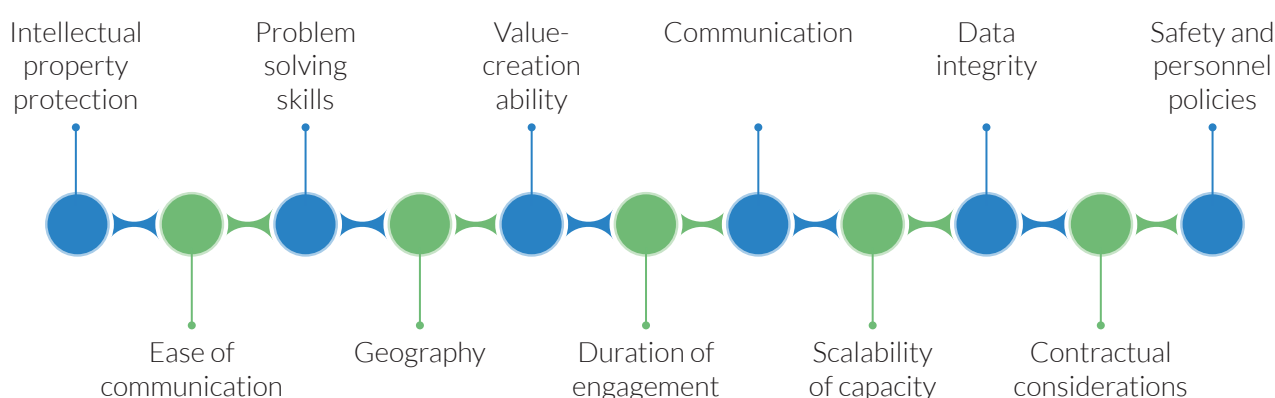 Intellectual
property
protection
Problem
solving
skills
Value-
creation
ability
Communication
Data
integrity
Safety and
personnel
policies
Ease of
communication
Geography
Duration of
engagement
Scalability
of capacity
Contractual
considerations